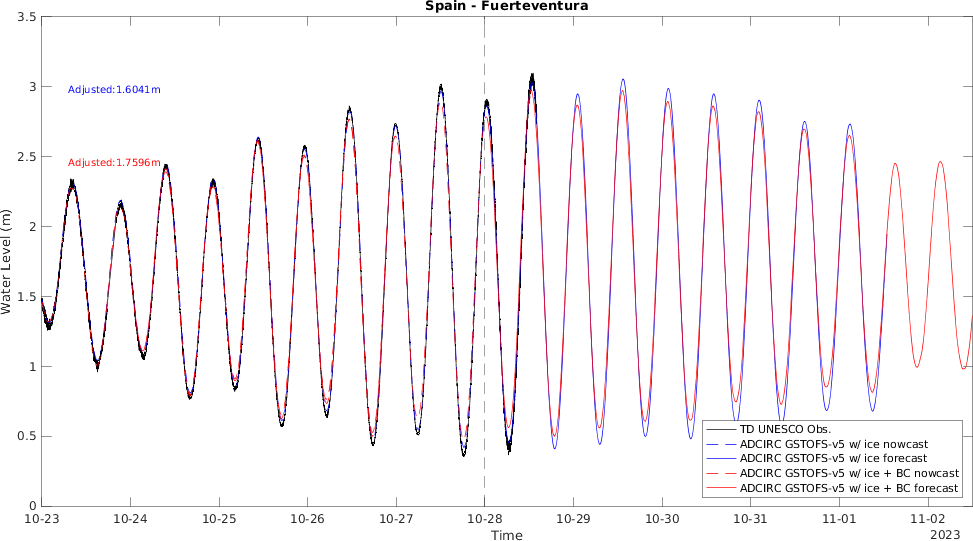 Spain - Fuerteventura
3.5
3
2.5
2
1.5
1
0.5
0
Water Level (m)
Adjusted:1.6041m
Adjusted:1.7596m
TD UNESCO Obs.
ADCIRC GSTOFS-v5 w/ ice nowcast
ADCIRC GSTOFS-v5 w/ ice forecast
ADCIRC GSTOFS-v5 w/ ice + BC nowcast
ADCIRC GSTOFS-v5 w/ ice + BC forecast
10-23 10-24 10-25 10-26 10-27 10-28 10-29 10-30 10-31 11-01 11-02
Time
2023